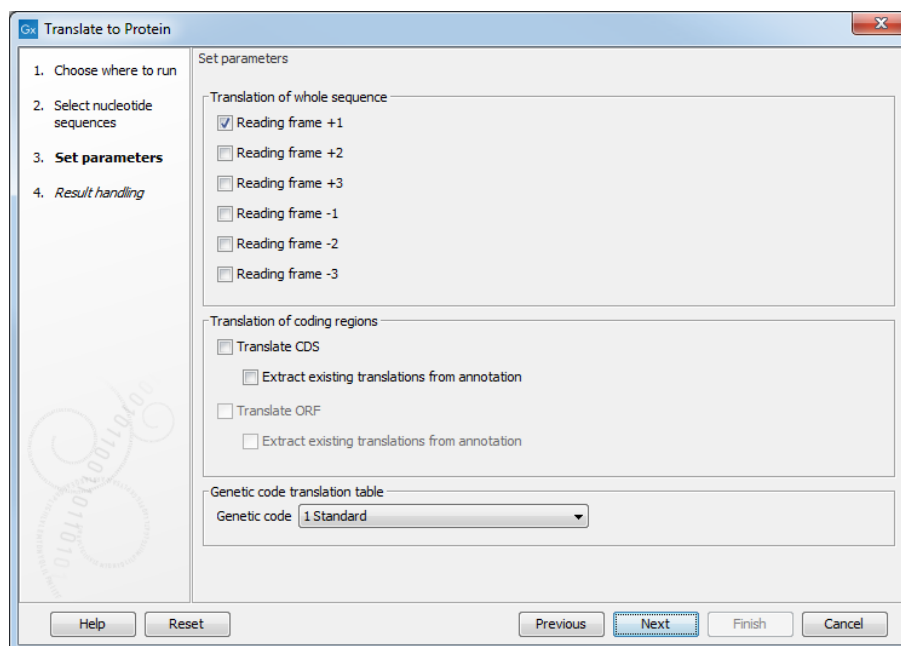 Gx Translate to Protein
1. Choose where to run
2. Select nucleotide
sequences
3. Set parameters
4. Result handling
Set parameters
Translation of whole sequence
Reading frame +1
Reading frame +2
Reading frame +3
Reading frame -1
Reading frame -2
Reading frame -3
Translation of coding regions
Translate CDS
Extract existing translations from annotation
Translate ORF
Extract existing translations from annotation
Genetic code translation table
Genetic code 1 Standard
Help Reset Previous Next Finish Cancel